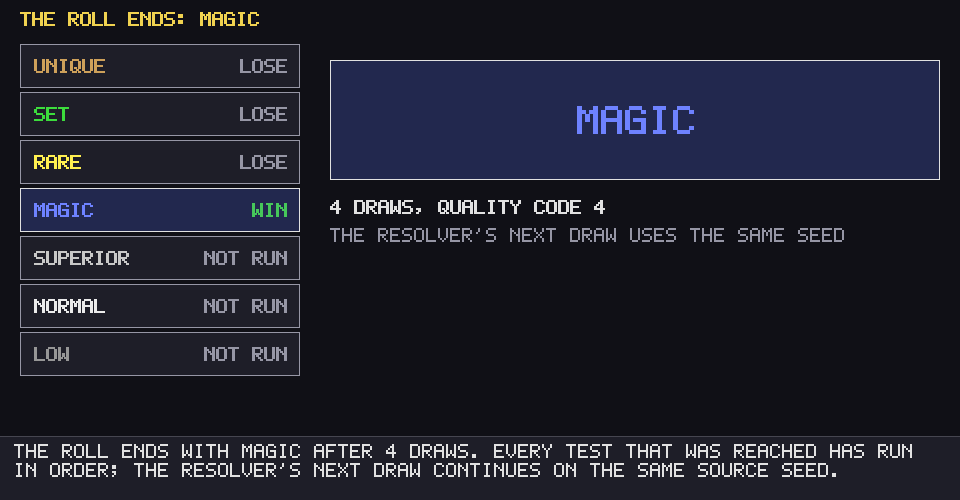 THE ROLL ENDS: MAGIC
UNIQUE LOSE
SET LOSE
RARE LOSE
MAGIC WIN
SUPERIOR NOT RUN
NORMAL NOT RUN
LOW NOT RUN
MAGIC
4 DRAWS, QUALITY CODE 4
THE RESOLVER'S NEXT DRAW USES THE SAME SEED
THE ROLL ENDS WITH MAGIC AFTER 4 DRAWS. EVERY TEST THAT WAS REACHED HAS RUN
IN ORDER; THE RESOLVER'S NEXT DRAW CONTINUES ON THE SAME SOURCE SEED.